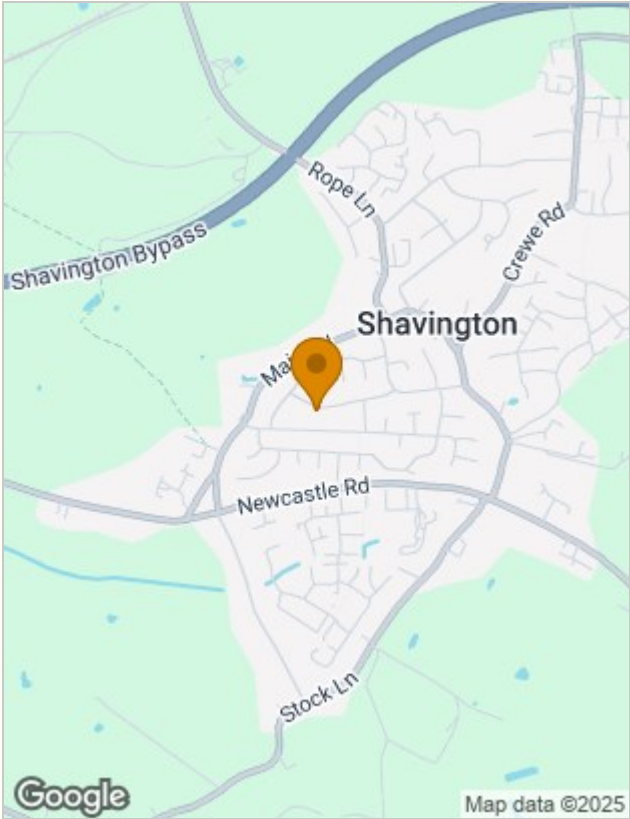 Rope Ln
Crewe Rd
Shavington Bypass
Shavington
Newcastle Rd
Stock Ln
Google
Map data ©2025